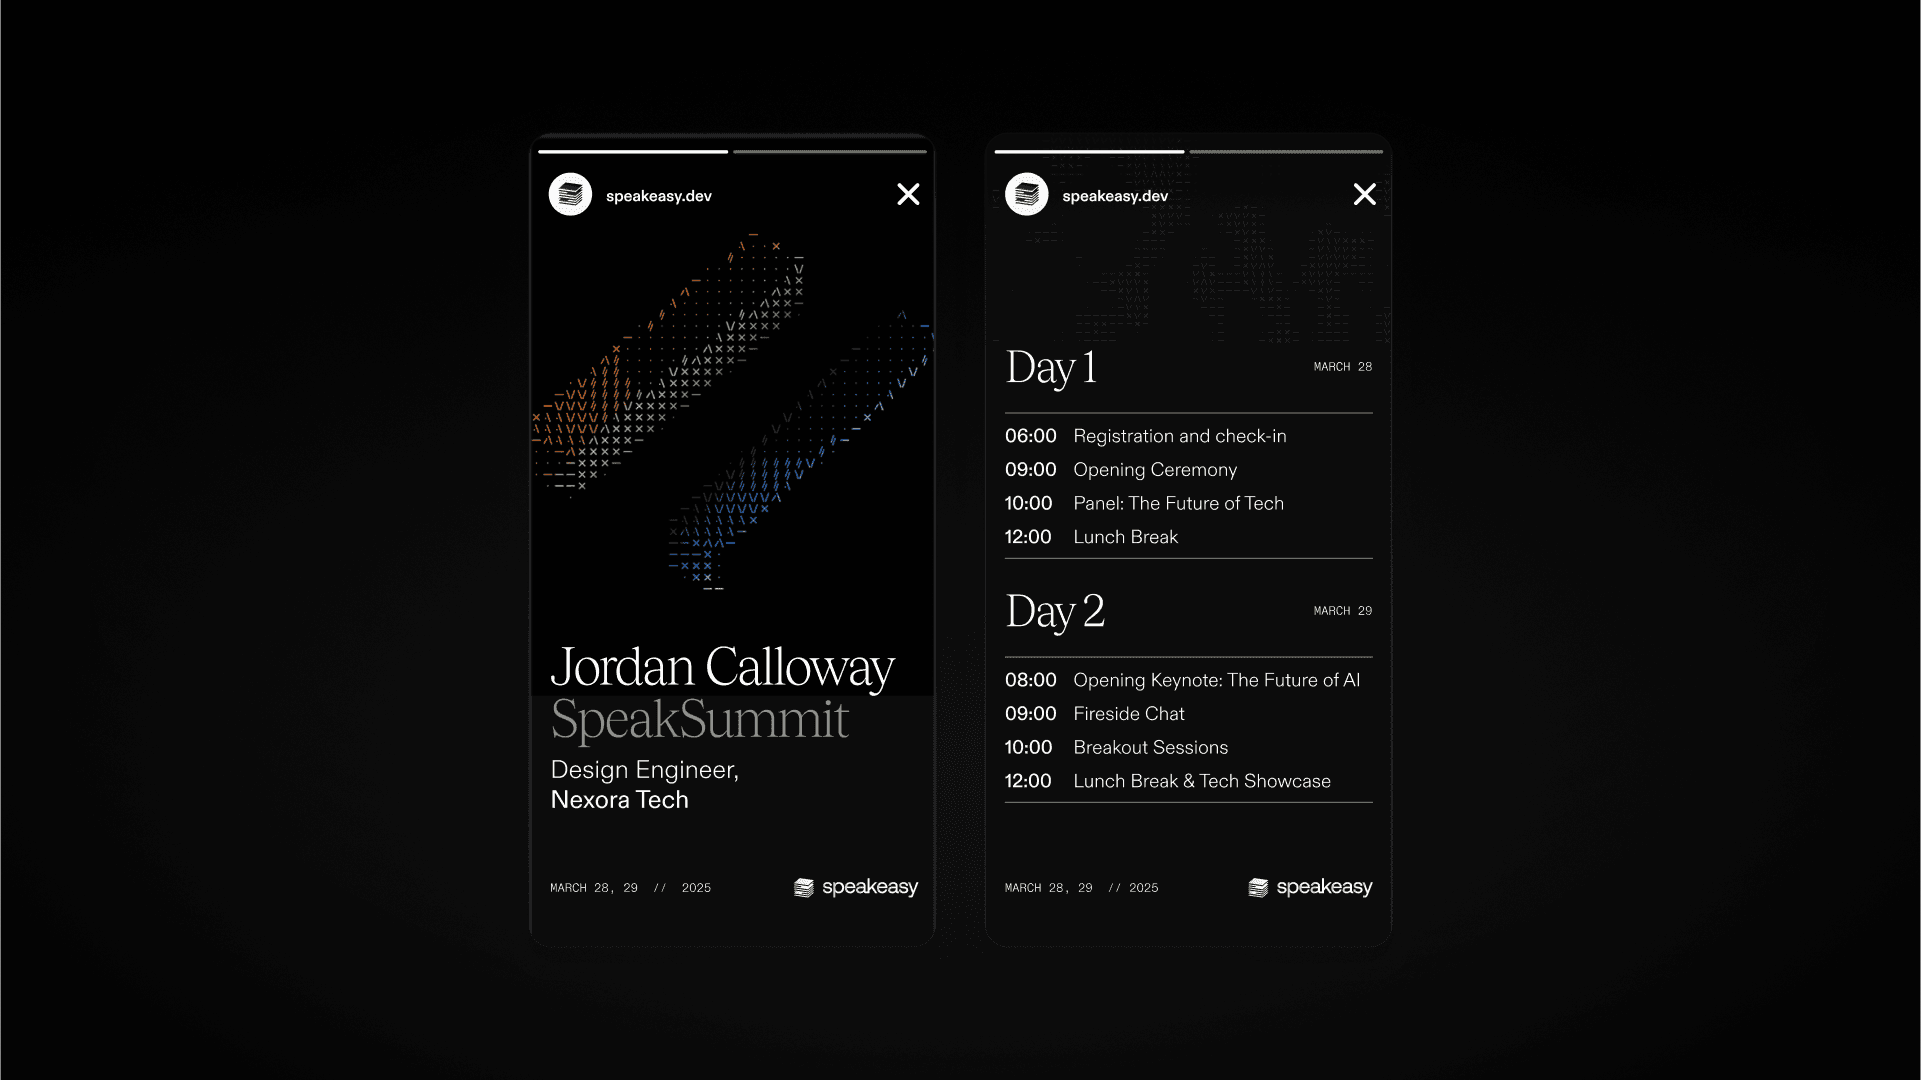 speakeasy.dev
Jordan Calloway
SpeakSummit
Design Engineer,
Nexora Tech
MARCH 28, 29 // 2025
speakeasy
speakeasy.dev
Day 1
MARCH 28
06:00 Registration and check-in
09:00 Opening Ceremony
10:00 Panel: The Future of Tech
12:00 Lunch Break
Day 2
MARCH 29
08:00 Opening Keynote: The Future of AI
09:00 Fireside Chat
10:00 Breakout Sessions
12:00 Lunch Break & Tech Showcase
MARCH 28, 29 // 2025
speakeasy